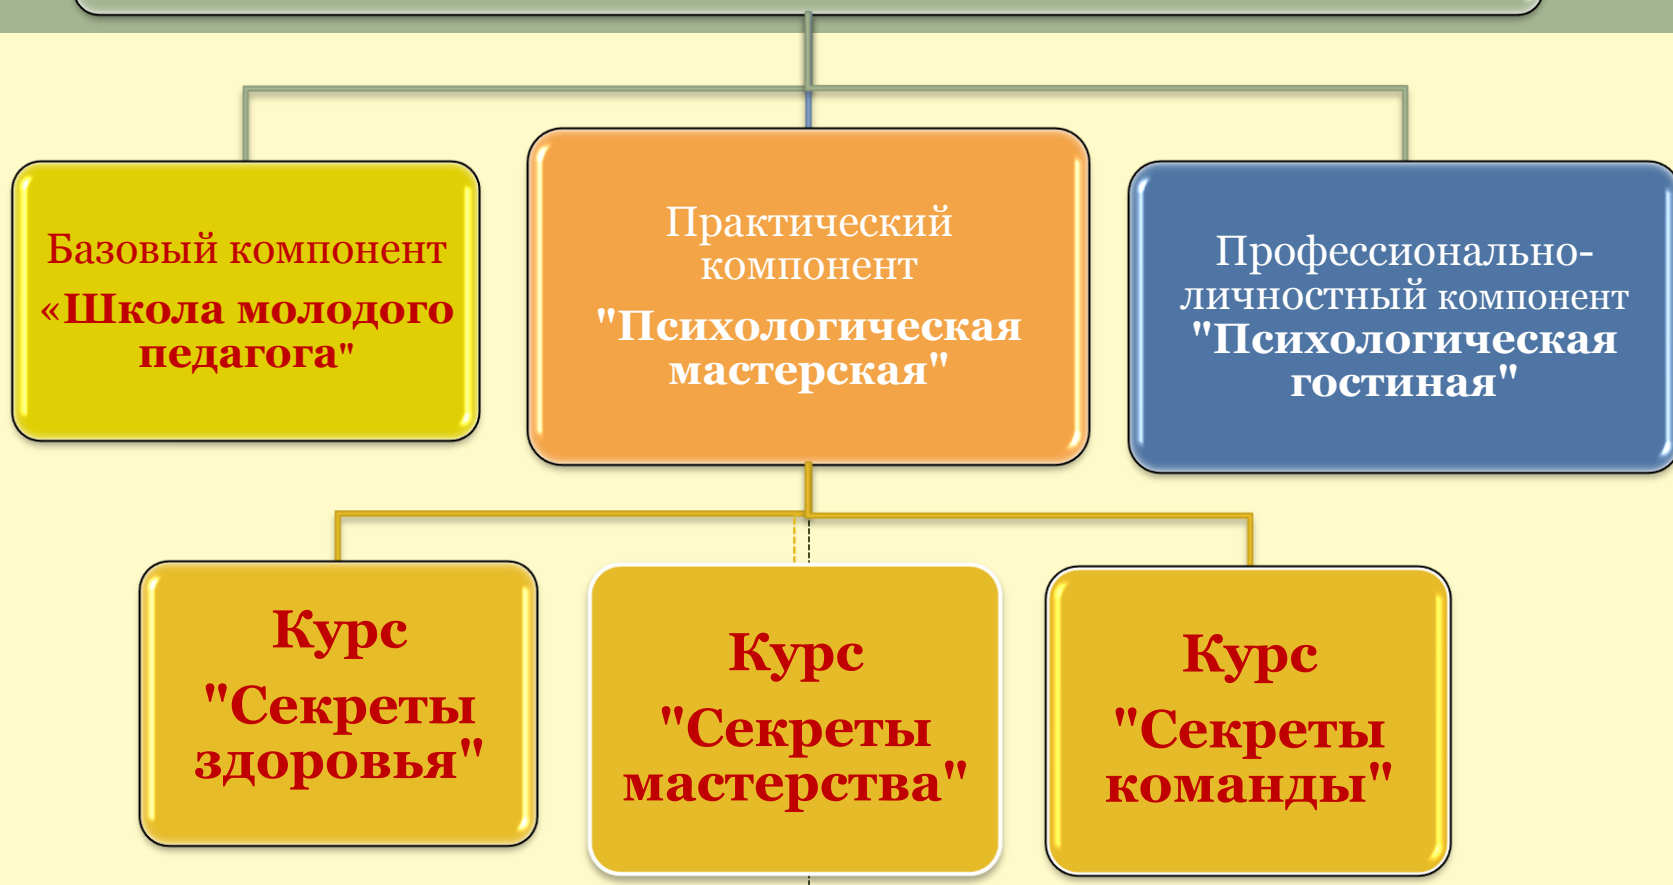 Базовый компонент
«Школа молодого
педагога"
Практический
компонент
"Психологическая
мастерская"
Профессионально-
личностный компонент
"Психологическая
гостиная"
Курс
"Секреты
здоровья"
Курс
"Секреты
мастерства"
Курс
"Секреты
команды"